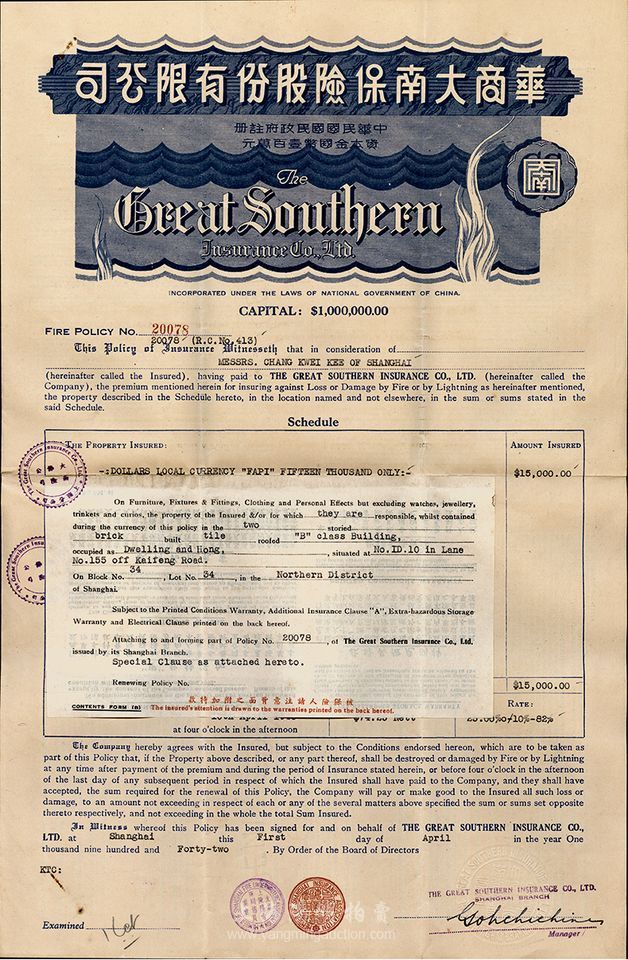 司公限有份股險保南大商華
冊註府政民國國民華中
元萬百壹幣國金本資
南
The
Great Southern
Insurance Co., Ltd.
INCORPORATED UNDER THE LAWS OF NATIONAL GOVERNMENT OF CHINA.
CAPITAL: $1,000,000.00
FIRE POLICY No. 20078
20078 (R.C.No.413)
This Policy of Insurance Witnesseth that in consideration of
MESSRS. CHANG KWEI KEE OF SHANGHAI
(hereinafter called the Insured), having paid to THE GREAT SOUTHERN INSURANCE CO., LTD. (hereinafter called the
Company), the premium mentioned herein for insuring against Loss or Damage by Fire or by Lightning as hereinafter mentioned,
the property described in the Schedule hereto, in the location named and not elsewhere, in the sum or sums stated in the
said Schedule.
Schedule
THE PROPERTY INSURED: AMOUNT INSURED
-:DOLLARS LOCAL CURRENCY "FAPI" FIFTEEN THOUSAND ONLY:- $15,000.00
On Furniture, Fixtures & Fittings, Clothing and Personal Effects but excluding watches, jewellery,
trinkets and curios, the property of the Insured &/or for which they are responsible, whilst contained
during the currency of this policy in the two storied
brick built tile roofed "B" class Building,
occupied as Dwelling and Hong, situated at No.ID.10 in Lane
No.155 off Kaifeng Road.
On Block No. 34, Lot No. 34, in the Northern District
of Shanghai.
Subject to the Printed Conditions Warranty, Additional Insurance Clause "A", Extra-hazardous Storage
Warranty and Electrical Clause printed on the back hereof.
Attaching to and forming part of Policy No. 20078, of The Great Southern Insurance Co., Ltd.
issued by its Shanghai Branch.
Special Clause as attached hereto.
Renewing Policy No. $15,000.00
款特加附之面背意注請人險保被
CONTENTS FORM (B) The insured's attention is drawn to the warranties printed on the back hereof.
RATE:
at four o'clock in the afternoon
The Company hereby agrees with the Insured, but subject to the Conditions endorsed hereon, which are to be taken as
part of this Policy that, if the Property above described, or any part thereof, shall be destroyed or damaged by Fire or by Lightning
at any time after payment of the premium and during the period of Insurance stated herein, or before four o'clock in the afternoon
of the last day of any subsequent period in respect of which the Insured shall have paid to the Company, and they shall have
accepted, the sum required for the renewal of this Policy, the Company will pay or make good to the Insured all such loss or
damage, to an amount not exceeding in respect of each or any of the several matters above specified the sum or sums set opposite
thereto respectively, and not exceeding in the whole the total Sum Insured.
In Witness whereof this Policy has been signed for and on behalf of THE GREAT SOUTHERN INSURANCE CO.,
LTD. at Shanghai this First day of April in the year One
thousand nine hundred and Forty-two. By Order of the Board of Directors
KTC:
THE GREAT SOUTHERN INSURANCE CO., LTD.
SHANGHAI BRANCH
Examined
Manager
www.yangmingauction.com